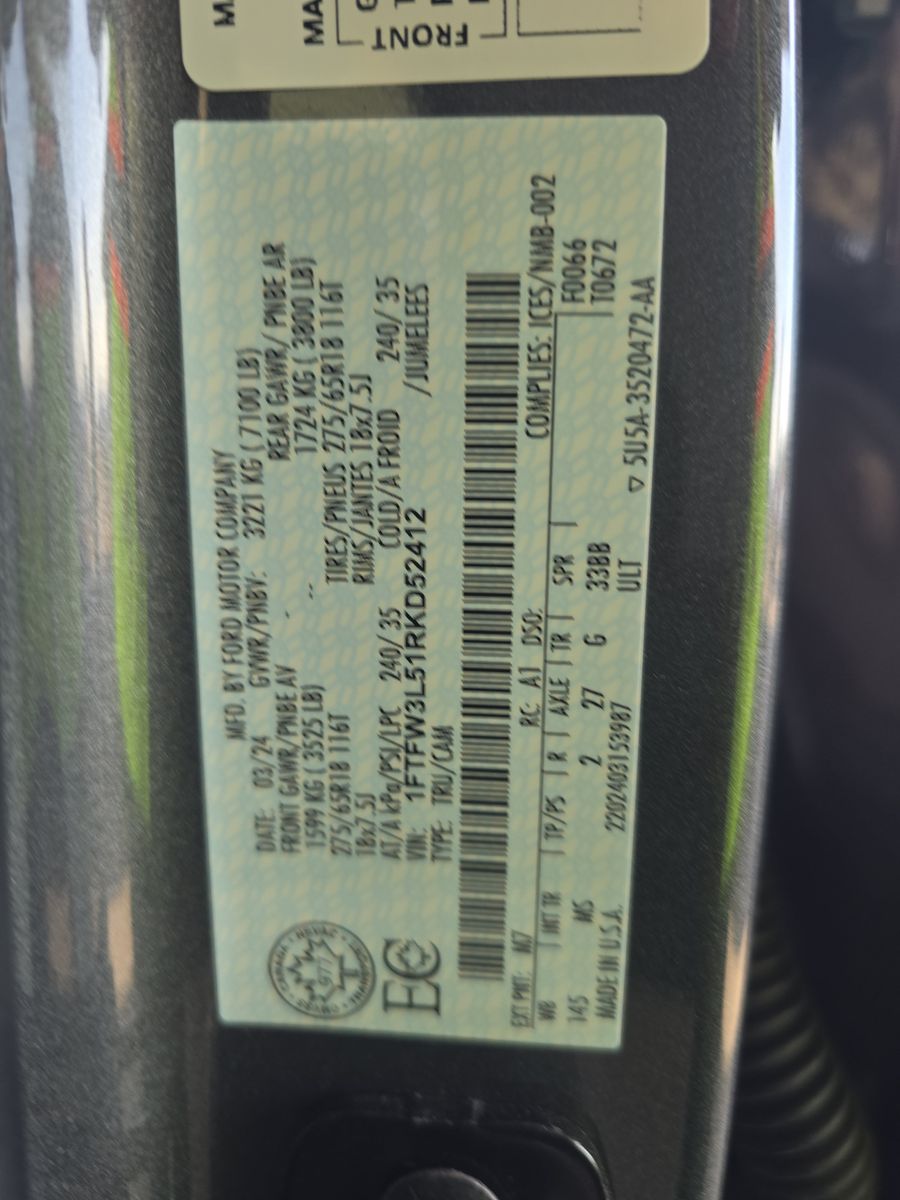 MFD. BY FORD MOTOR COMPANY
DATE: 03/24 GVWR/PNBV: 3221 KG ( 7100 LB)
FRONT GAWR/PNBE AV REAR GAWR/ PNBE AR
1599 KG ( 3525 LB) 1724 KG ( 3800 LB)
275/65R18 116T TIRES/PNEUS 275/65R18 116T
18x7.5J RIMS/JANTES 18x7.5J
AT/A kPa/PSI/LPC 240/ 35 COLD/A FROID 240/ 35
VIN: 1FTFW3L51RKD52412 /JUMELEES
TYPE: TRU/CAM
EC
RC: A1 DSO: COMPLIES: ICES/NMB-002
EXT PNT: M7
WB INT TR TP/PS R AXLE TR SPR F0066
145 MS 2 27 G 33BB T0672
ULT
MADE IN U.S.A. 2202403153987 ▽ 5U5A-3520472-AA
FRONT